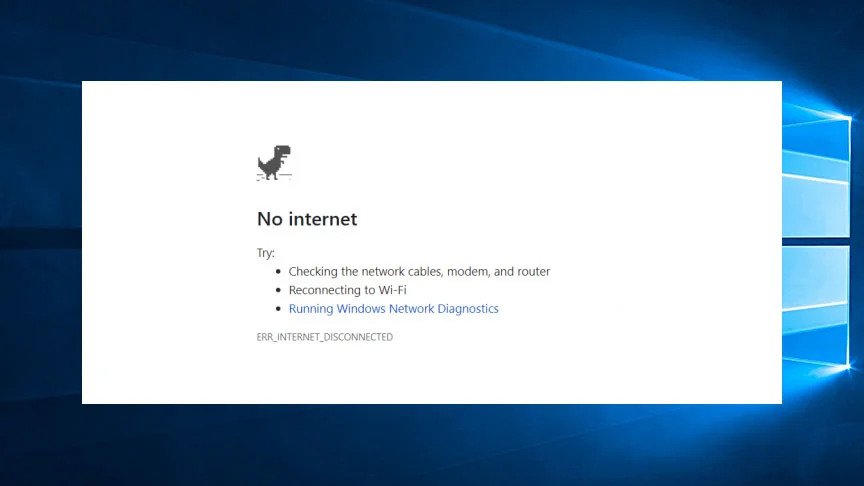 No internet
Try:
Checking the network cables, modem, and router
Reconnecting to Wi-Fi
Running Windows Network Diagnostics
ERR_INTERNET_DISCONNECTED